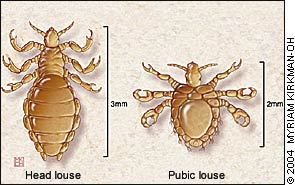 3mm
2mm
Head louse
Pubic louse
© 2004 MYRIAM KIRKMAN-OH